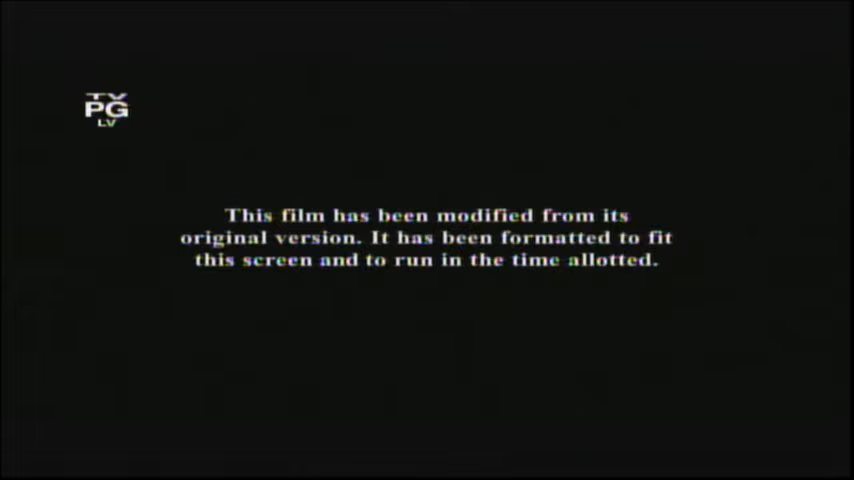 TV
PG
LV
This film has been modified from its
original version. It has been formatted to fit
this screen and to run in the time allotted.